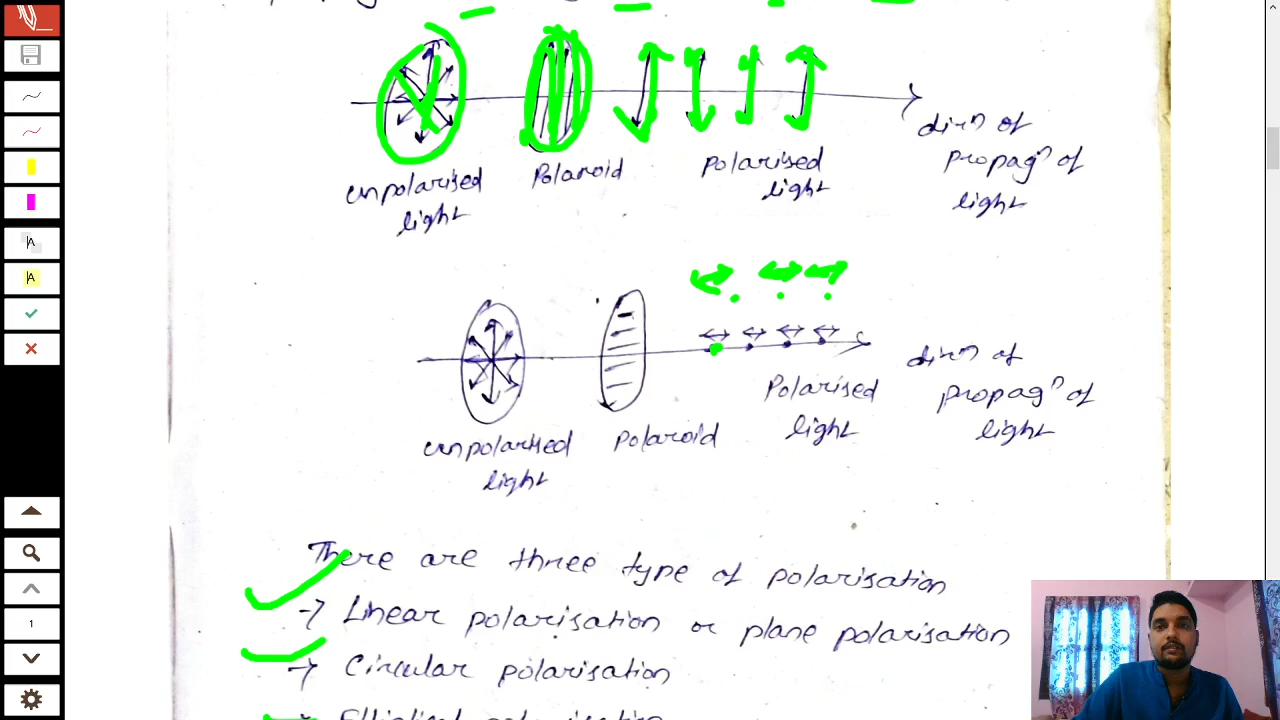 unpolarised
light
Polaroid
Polarised
light
dirn of
propagn of
light
unpolarised
light
polaroid
Polarised
light
dirn of
propagn of
light
There are three type of polarisation
→ Linear polarisation or plane polarisation
→ Circular polarisation
A
A
1